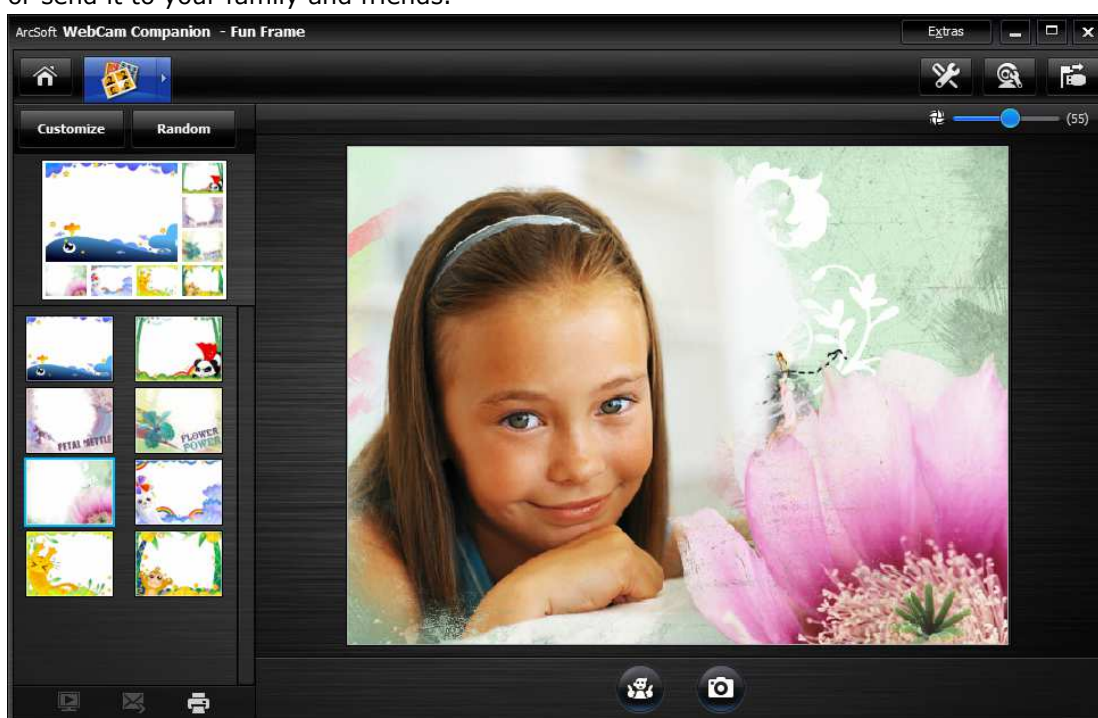 or send it to your family and friends.
ArcSoft WebCam Companion - Fun Frame
Extras
(55)
Customize Random
PETAL METTLE
FLOWER
POWER